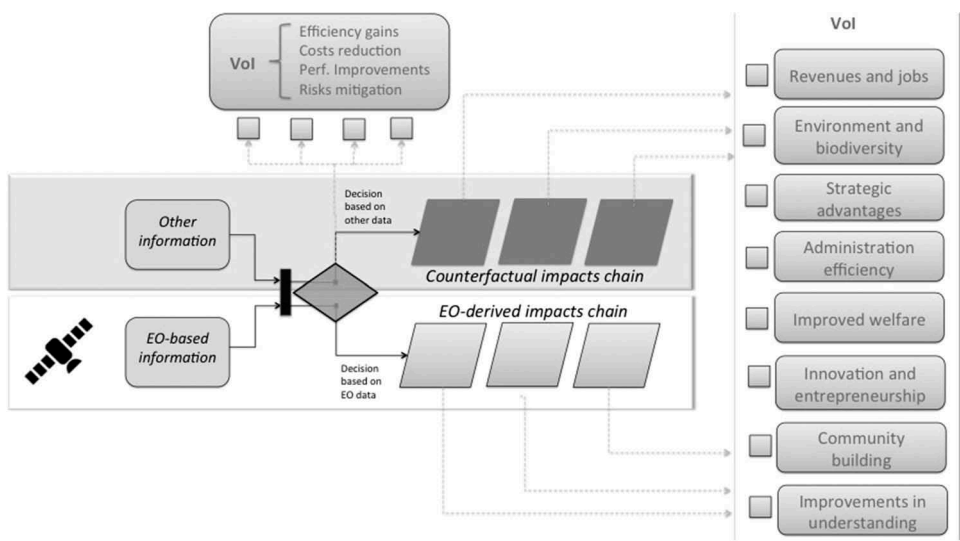 VoI
Efficiency gains
Costs reduction
Perf. Improvements
Risks mitigation
Other
information
Decision
based on
other data
Counterfactual impacts chain
EO-based
information
EO-derived impacts chain
Decision
based on
EO data
VoI
Revenues and jobs
Environment and
biodiversity
Strategic
advantages
Administration
efficiency
Improved welfare
Innovation and
entrepreneurship
Community
building
Improvements in
understanding